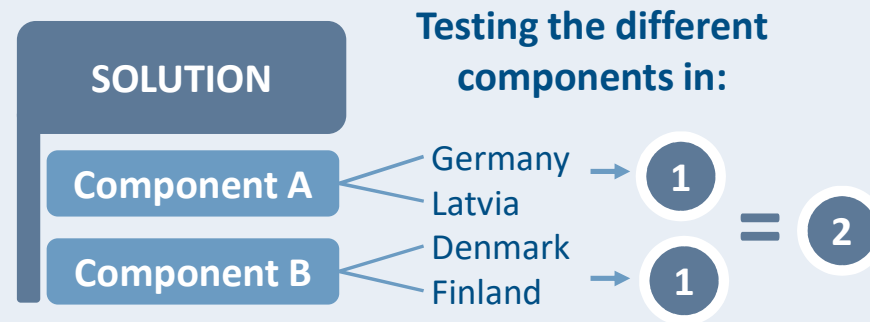 Testing the different
components in:
SOLUTION
Component A
Germany
Latvia
1
Component B
Denmark
Finland
1
=
2